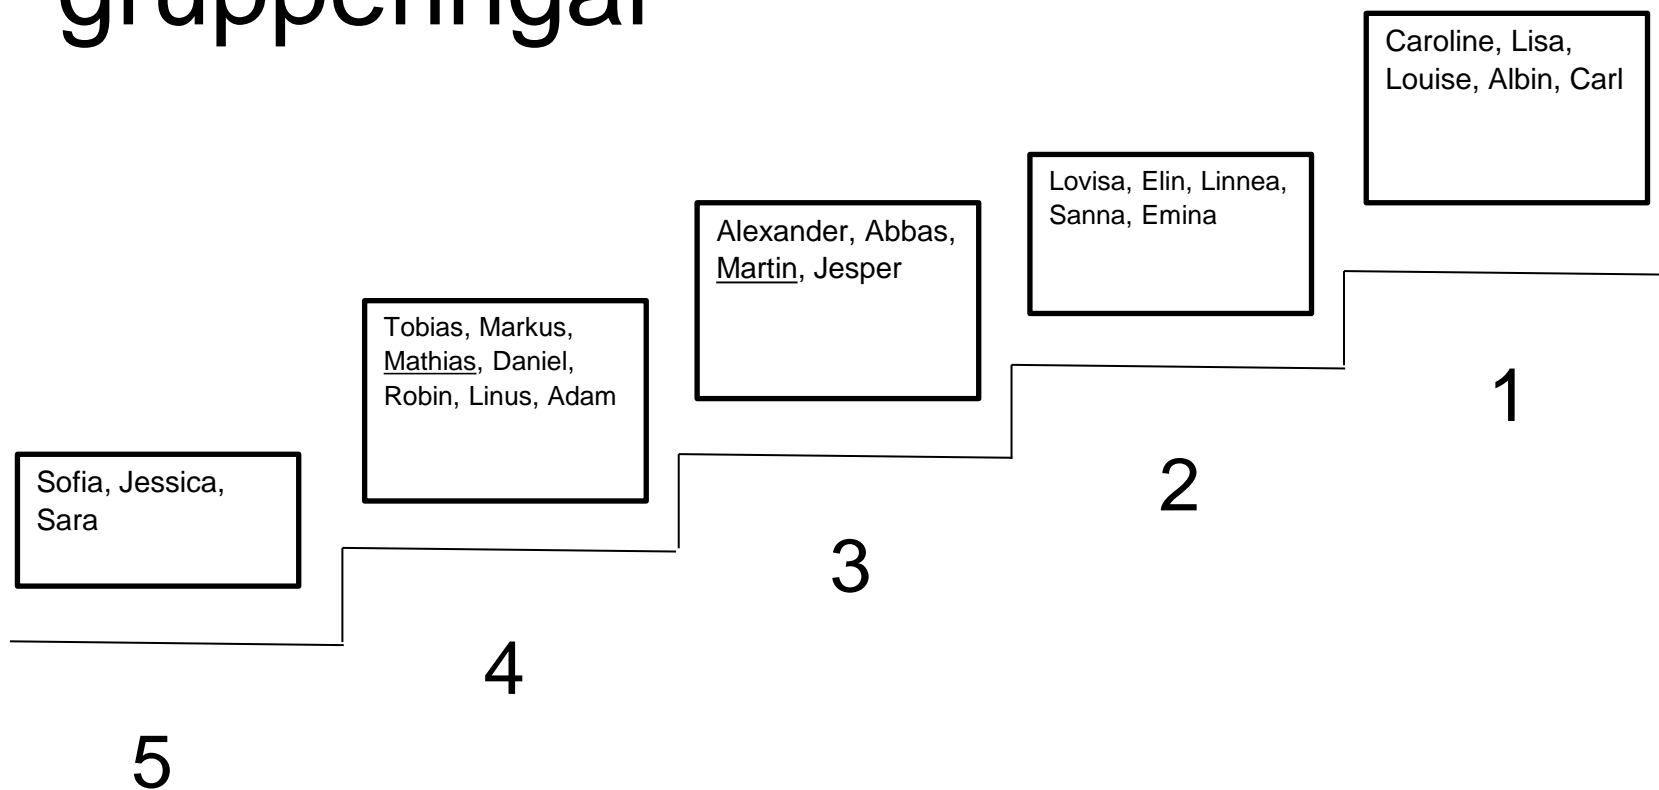 grupperingar
Caroline, Lisa,
Louise, Albin, Carl
Lovisa, Elin, Linnea,
Sanna, Emina
Alexander, Abbas,
Martin, Jesper
Tobias, Markus,
Mathias, Daniel,
Robin, Linus, Adam
Sofia, Jessica,
Sara
1
2
3
4
5